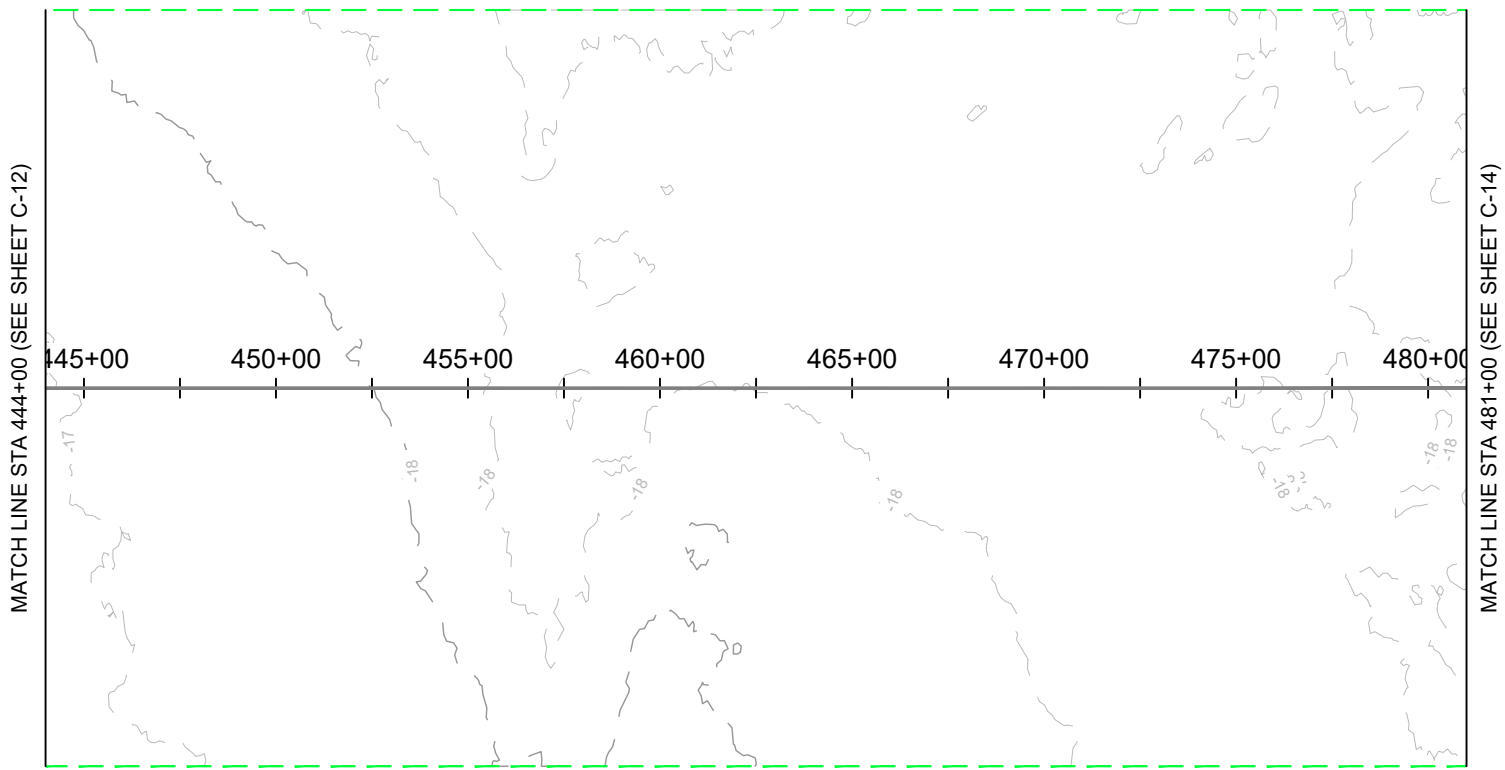 MATCH LINE STA 444+00 (SEE SHEET C-12)
445+00 450+00 455+00 460+00 465+00 470+00 475+00 480+00
-17
-18
-18
-18
-18
-18
-18
-18
MATCH LINE STA 481+00 (SEE SHEET C-14)